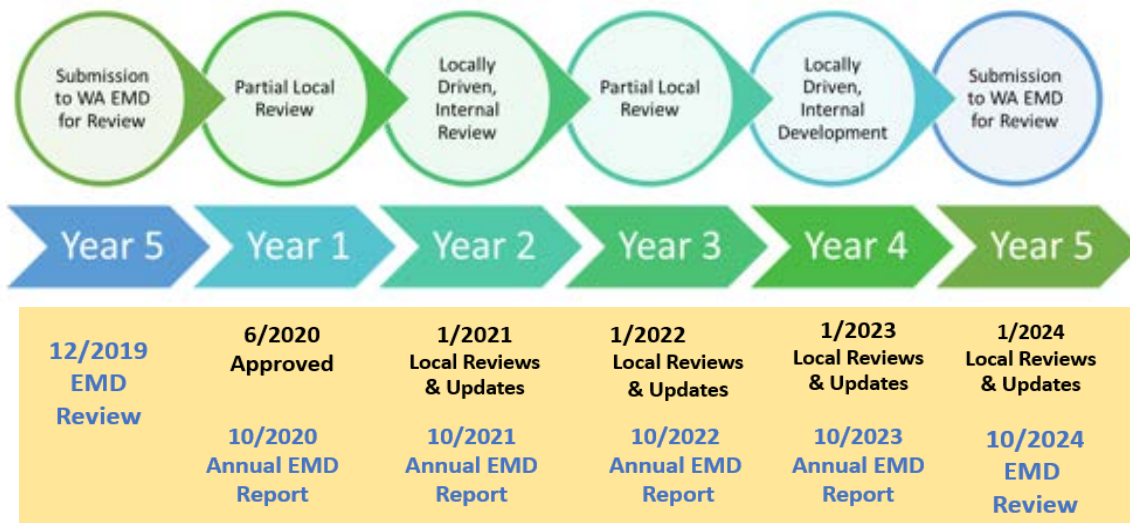 Submission
to WA EMD
for Review
Partial Local
Review
Locally
Driven,
Internal
Review
Partial Local
Review
Locally
Driven,
Internal
Development
Submission
to WA EMD
for Review
Year 5
Year 1
Year 2
Year 3
Year 4
Year 5
12/2019
EMD
Review
6/2020
Approved
10/2020
Annual EMD
Report
1/2021
Local Reviews
& Updates
10/2021
Annual EMD
Report
1/2022
Local Reviews
& Updates
10/2022
Annual EMD
Report
1/2023
Local Reviews
& Updates
10/2023
Annual EMD
Report
1/2024
Local Reviews
& Updates
10/2024
EMD
Review